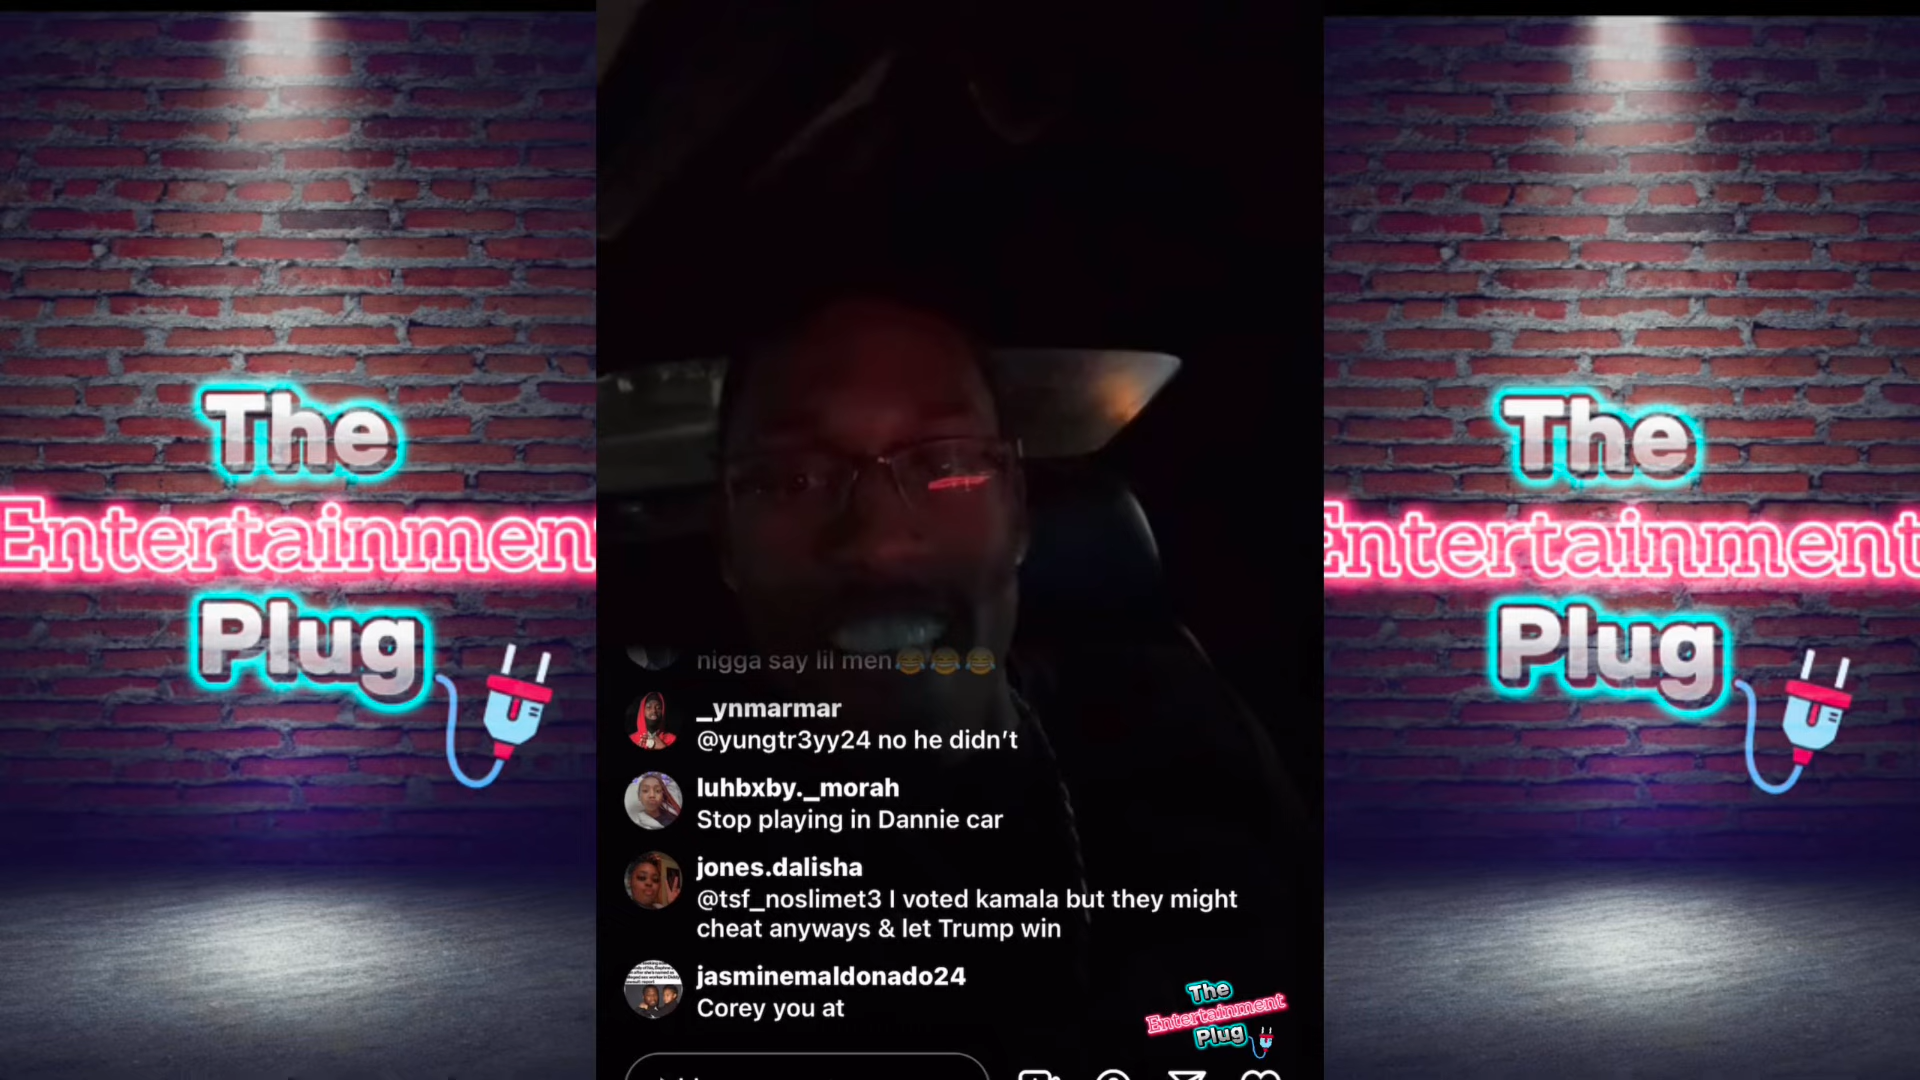 The
Entertainmen
Plug
nigga say lil men😂😂😂
_ynmarmar
@yungtr3yy24 no he didn’t
luhbxby._morah
Stop playing in Dannie car
jones.dalisha
@tsf_noslimet3 I voted kamala but they might
cheat anyways & let Trump win
jasminemaldonado24
Corey you at
The
Entertainment
Plug
The
Entertainment
Plug